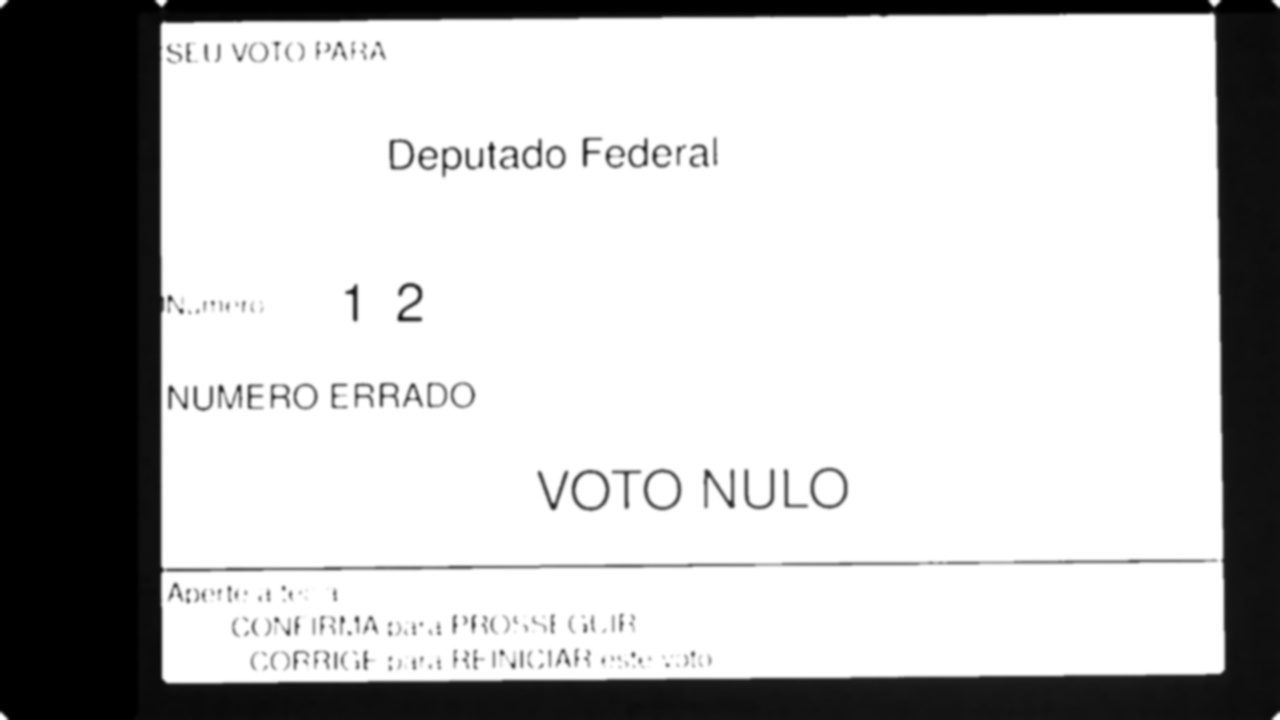 SEU VOTO PARA
Deputado Federal
Numero 1 2
NUMERO ERRADO
VOTO NULO
Aperte a tecla
CONFIRMA para PROSSEGUIR
CORRIGE para REINICIAR este voto